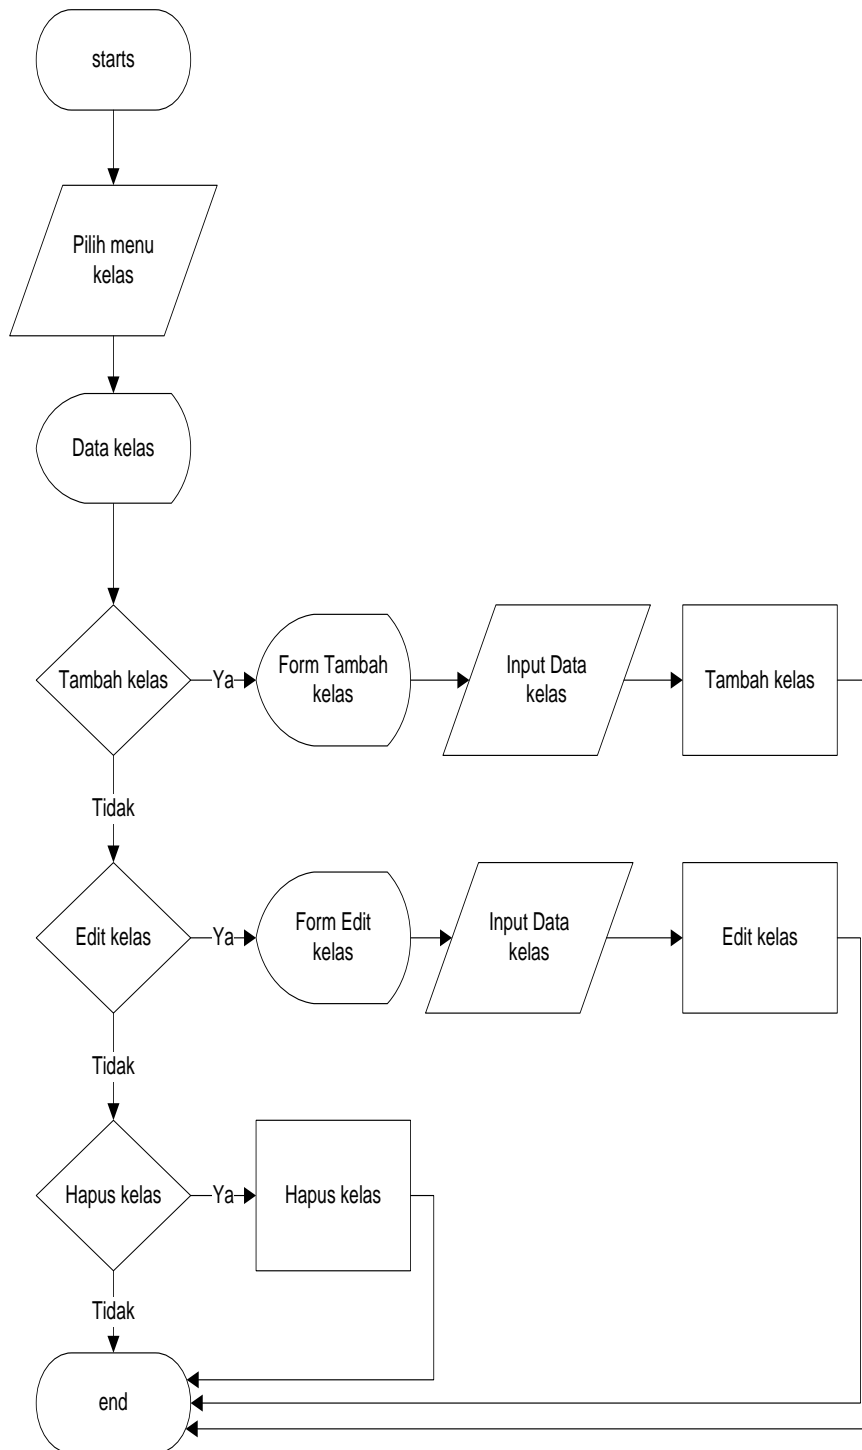 starts
Pilih menu
kelas
Data kelas
Tambah kelas
Ya
Form Tambah
kelas
Input Data
kelas
Tambah kelas
Tidak
Edit kelas
Ya
Form Edit
kelas
Input Data
kelas
Edit kelas
Tidak
Hapus kelas
Ya
Hapus kelas
Tidak
end